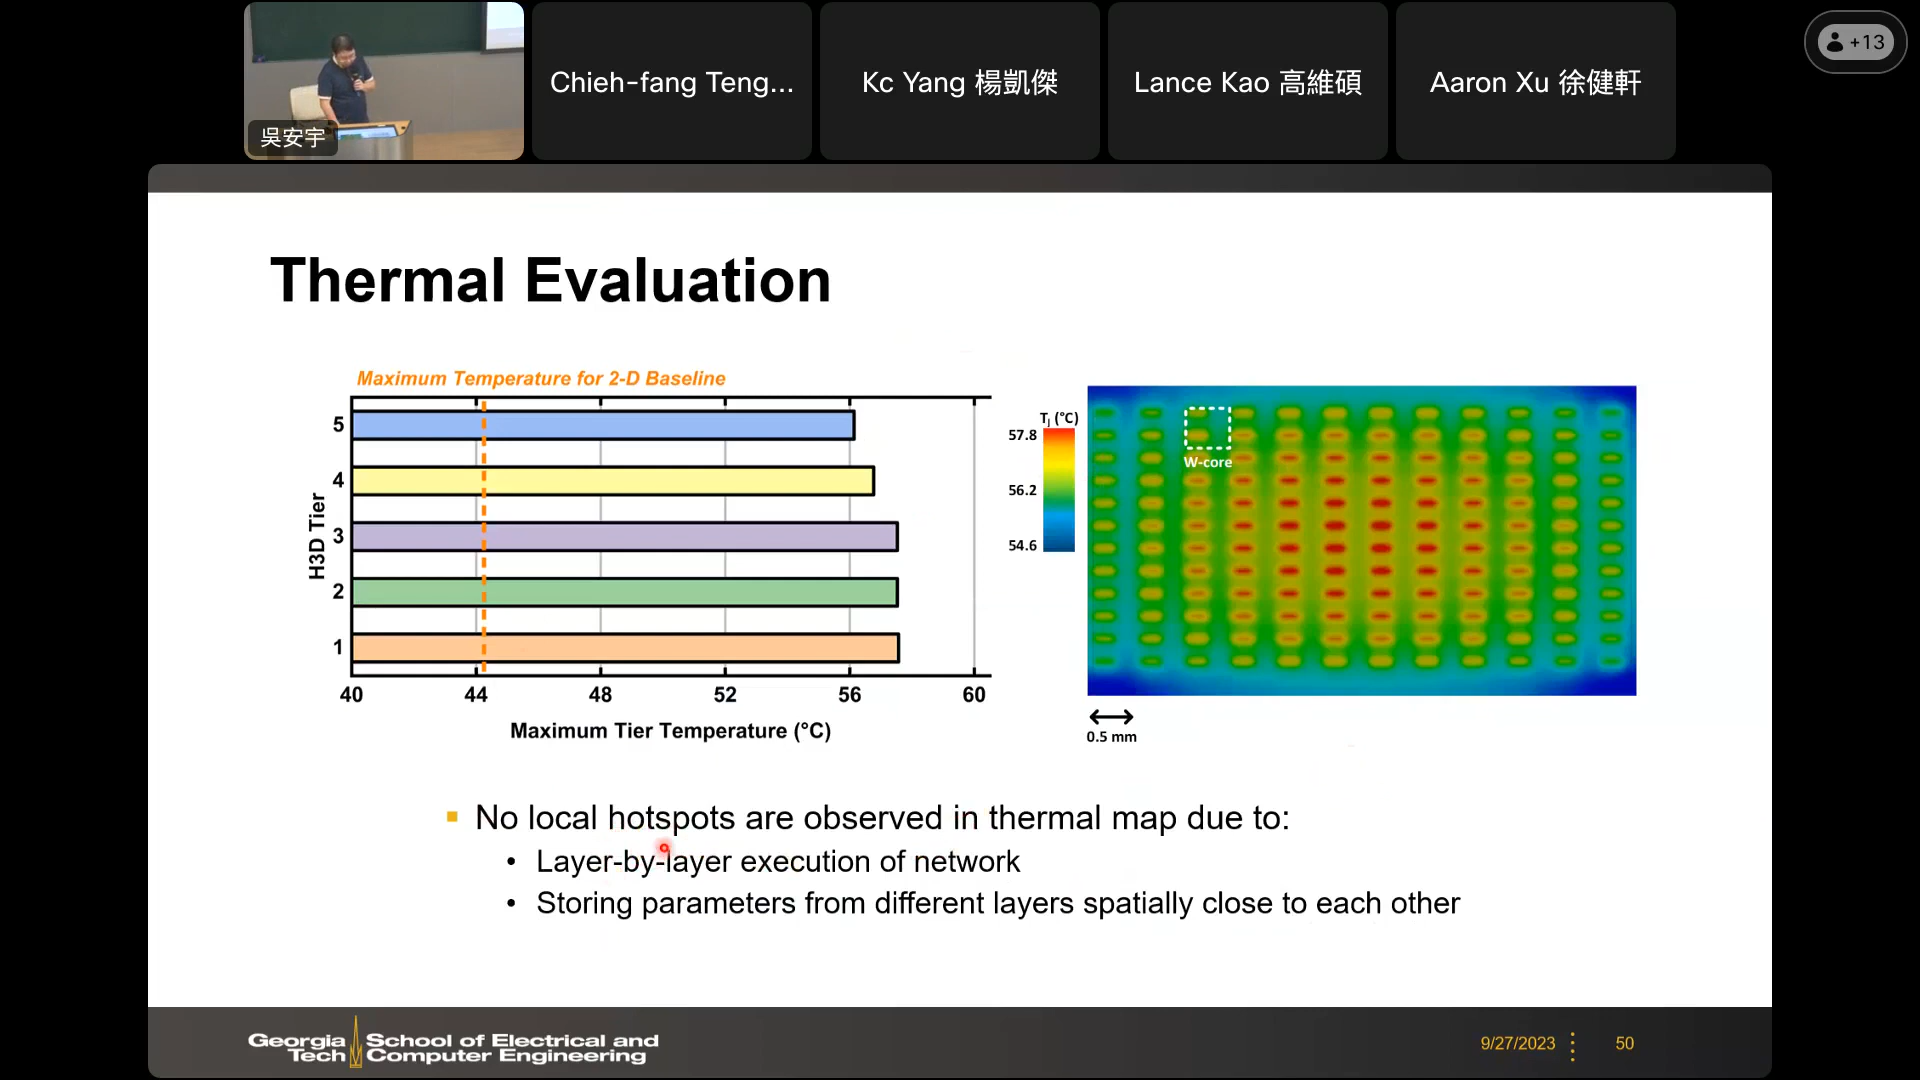 吳安宇
Chieh-fang Teng...
Kc Yang 楊凱傑
Lance Kao 高維碩
Aaron Xu 徐健軒
+13
Thermal Evaluation
Maximum Temperature for 2-D Baseline
H3D Tier
5
4
3
2
1
40 44 48 52 56 60
Maximum Tier Temperature (°C)
Tj (°C)
57.8
56.2
54.6
W-core
0.5 mm
No local hotspots are observed in thermal map due to:
• Layer-by-layer execution of network
• Storing parameters from different layers spatially close to each other
Georgia Tech
School of Electrical and
Computer Engineering
9/27/2023
50